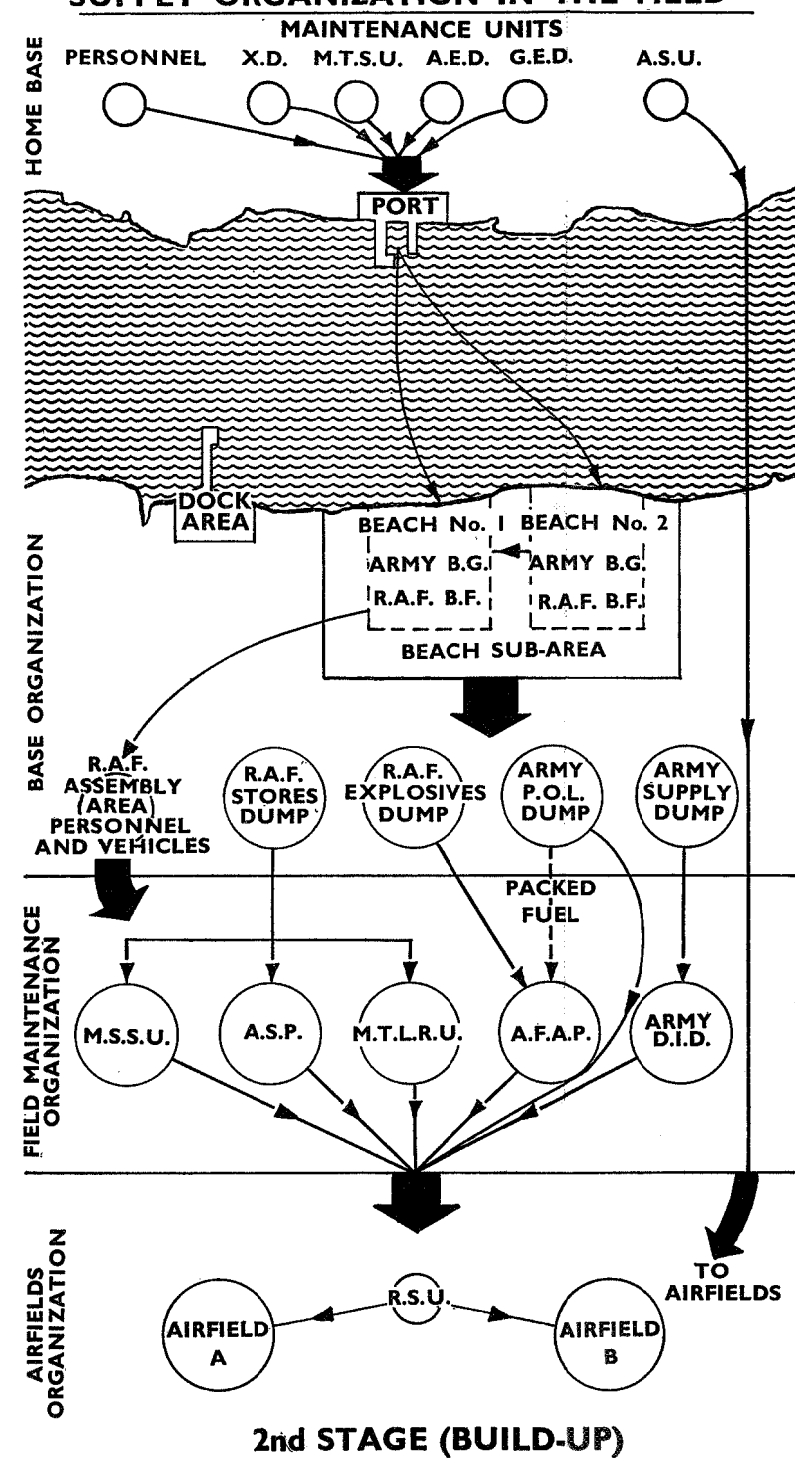 SUPPLY ORGANIZATION IN THE FIELD
MAINTENANCE UNITS
PERSONNEL X.D. M.T.S.U. A.E.D. G.E.D. A.S.U.
HOME BASE
PORT
DOCK
AREA
BEACH No. 1 BEACH No. 2
ARMY B.G. ARMY B.G.
R.A.F. B.F. R.A.F. B.F.
BEACH SUB-AREA
BASE ORGANIZATION
R.A.F.
ASSEMBLY
(AREA)
PERSONNEL
AND VEHICLES
R.A.F.
STORES
DUMP
R.A.F.
EXPLOSIVES
DUMP
ARMY
P.O.L.
DUMP
ARMY
SUPPLY
DUMP
PACKED
FUEL
FIELD MAINTENANCE
ORGANIZATION
M.S.S.U.
A.S.P.
M.T.L.R.U.
A.F.A.P.
ARMY
D.I.D.
AIRFIELDS
ORGANIZATION
TO
AIRFIELDS
R.S.U.
AIRFIELD
A
AIRFIELD
B
2nd STAGE (BUILD-UP)